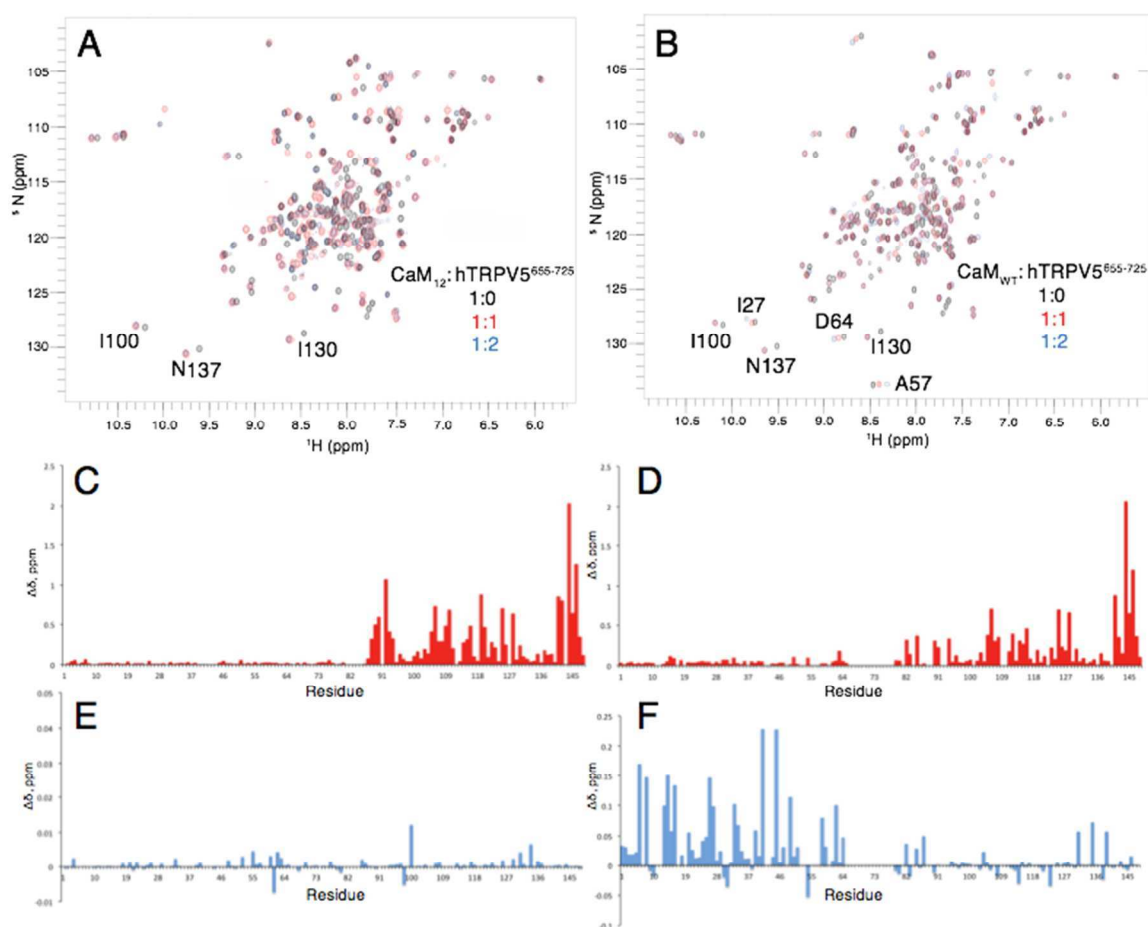 A
105
110
115
120
125
130
⁵ N (ppm)
CaM₁₂:hTRPV5⁶⁵⁵⁻⁷²⁵
1:0
1:1
1:2
I100
N137
I130
10.5 10.0 9.5 9.0 8.5 8.0 7.5 7.0 6.5 6.0
¹H (ppm)
B
105
110
115
120
125
130
⁵ N (ppm)
CaM_WT:hTRPV5⁶⁵⁵⁻⁷²⁵
1:0
1:1
1:2
I27
D64
I100
I130
N137
A57
10.5 10.0 9.5 9.0 8.5 8.0 7.5 7.0 6.5 6.0
¹H (ppm)
C
2.5
2
1.5
1
0.5
0
Δδ, ppm
1 10 19 28 37 46 55 64 73 82 91 100 109 118 127 136 145
Residue
D
2.5
2
1.5
1
0.5
0
Δδ, ppm
1 10 19 28 37 46 55 64 73 82 91 100 109 118 127 136 145
Residue
E
0.05
0.04
0.03
0.02
0.01
0
-0.01
Δδ, ppm
1 10 19 28 37 46 55 64 73 82 91 100 109 118 127 136 145
Residue
F
0.25
0.2
0.15
0.1
0.05
0
-0.05
-0.1
Δδ, ppm
1 10 19 28 37 46 55 64 73 82 91 100 109 118 127 136 145
Residue